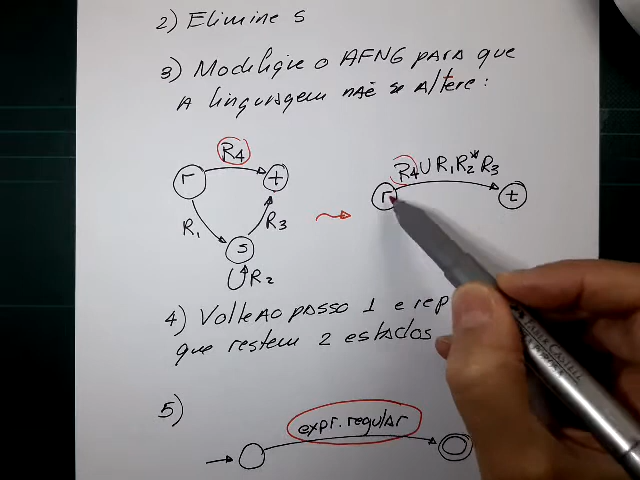 2) Elimine s
3) Modifique o AFNG para que
a linguagem não se altere:
R4
r
t
R1
R3
s
R2
R4 ∪ R1R2*R3
r
t
4) Volte ao passo 1 e rep
que restem 2 estados
5)
expr. regular